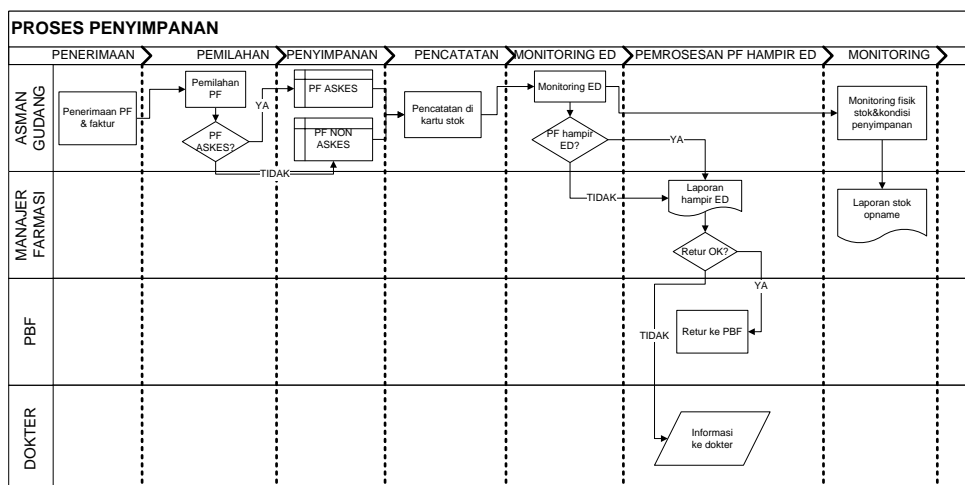 PROSES PENYIMPANAN
PENERIMAAN
PEMILAHAN
PENYIMPANAN
PENCATATAN
MONITORING ED
PEMROSESAN PF HAMPIR ED
MONITORING
ASMAN
GUDANG
Penerimaan PF
& faktur
Pemilahan
PF
PF
ASKES?
YA
TIDAK
PF ASKES
PF NON
ASKES
Pencatatan di
kartu stok
Monitoring ED
PF hampir
ED?
YA
TIDAK
Monitoring fisik
stok&kondisi
penyimpanan
MANAJER
FARMASI
Laporan
hampir ED
Retur OK?
YA
TIDAK
Laporan stok
opname
PBF
Retur ke PBF
DOKTER
Informasi
ke dokter